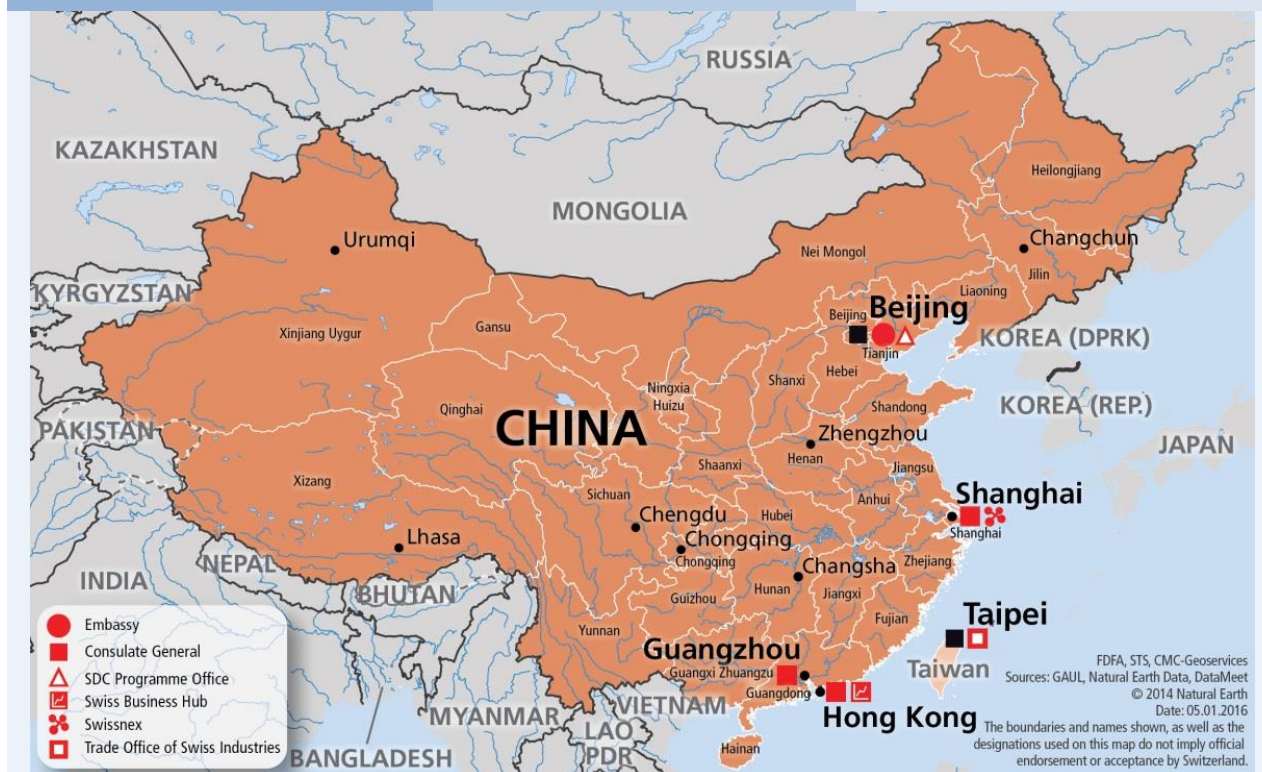 RUSSIA
KAZAKHSTAN
Heilongjiang
MONGOLIA
Urumqi
Changchun
Nei Mongol
Jilin
KYRGYZSTAN
Liaoning
Beijing
Beijing
Xinjiang Uygur
Gansu
KOREA (DPRK)
Tianjin
Hebei
Shanxi
Ningxia
Huizu
Qinghai
CHINA
Shandong
KOREA (REP.)
PAKISTAN
Zhengzhou
JAPAN
Henan
Shaanxi
Jiangsu
Xizang
Sichuan
Anhui
Shanghai
Chengdu
Hubei
Shanghai
Lhasa
Chongqing
Chongqing
Zhejiang
NEPAL
Changsha
INDIA
BHUTAN
Hunan
Jiangxi
Guizhou
Fujian
Taipei
Yunnan
Guangzhou
Guangxi Zhuangzu
Taiwan
Guangdong
Hong Kong
VIETNAM
MYANMAR
LAO
PDR
Hainan
BANGLADESH
Embassy
Consulate General
SDC Programme Office
Swiss Business Hub
Swissnex
Trade Office of Swiss Industries
FDFA, STS, CMC-Geoservices
Sources: GAUL, Natural Earth Data, DataMeet
© 2014 Natural Earth
Date: 05.01.2016
The boundaries and names shown, as well as the
designations used on this map do not imply official
endorsement or acceptance by Switzerland.